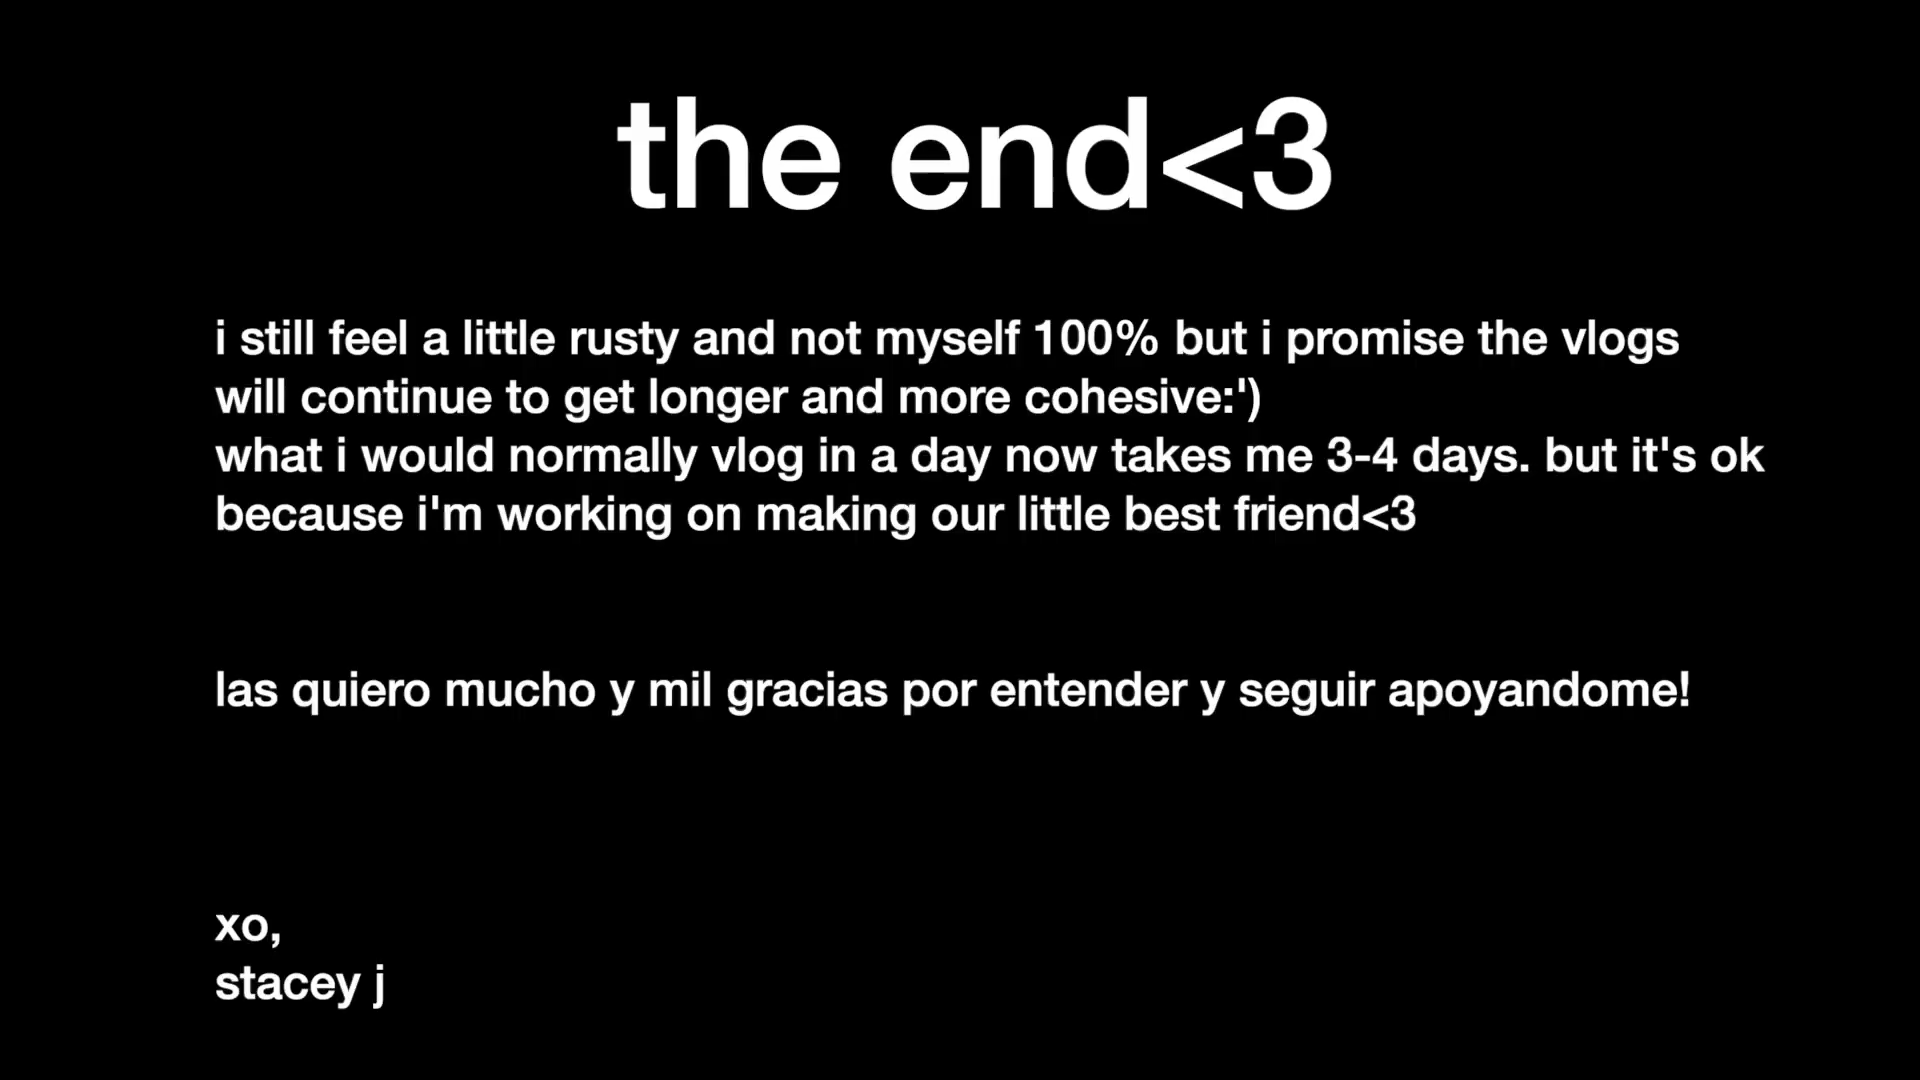 the end<3
i still feel a little rusty and not myself 100% but i promise the vlogs
will continue to get longer and more cohesive:')
what i would normally vlog in a day now takes me 3-4 days. but it's ok
because i'm working on making our little best friend<3
las quiero mucho y mil gracias por entender y seguir apoyandome!
xo,
stacey j